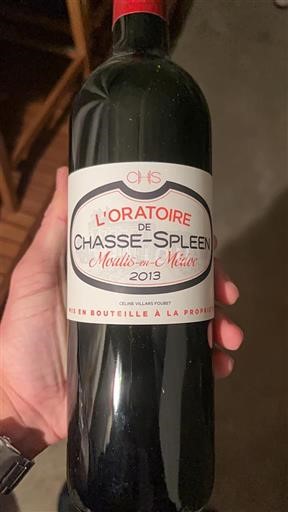 CHS
L'ORATOIRE
DE
CHASSE-SPLEEN
Moulis-en-Médoc
2013
CELINE VILLARS FOUBET
MIS EN BOUTEILLE À LA PROPRIÉ